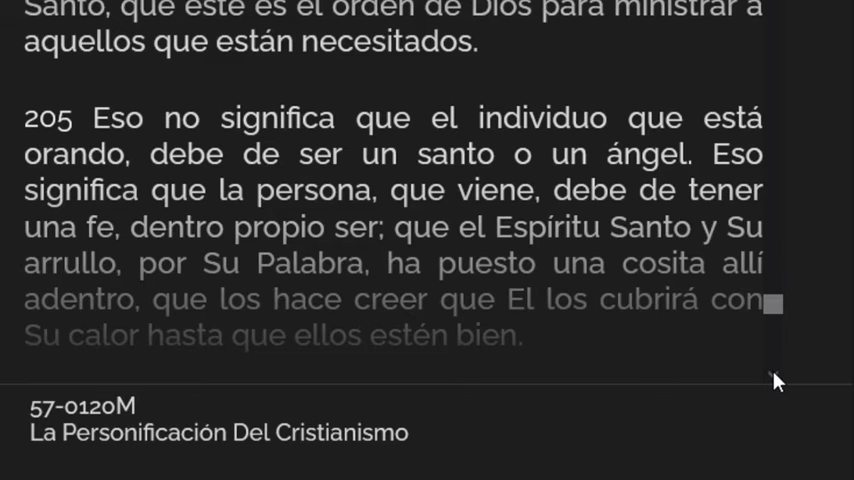 Santo, que este es el orden de Dios para ministrar a
aquellos que están necesitados.
205 Eso no significa que el individuo que está
orando, debe de ser un santo o un ángel. Eso
significa que la persona, que viene, debe de tener
una fe, dentro propio ser; que el Espíritu Santo y Su
arrullo, por Su Palabra, ha puesto una cosita allí
adentro, que los hace creer que El los cubrirá con
Su calor hasta que ellos estén bien.
57-0120M
La Personificación Del Cristianismo